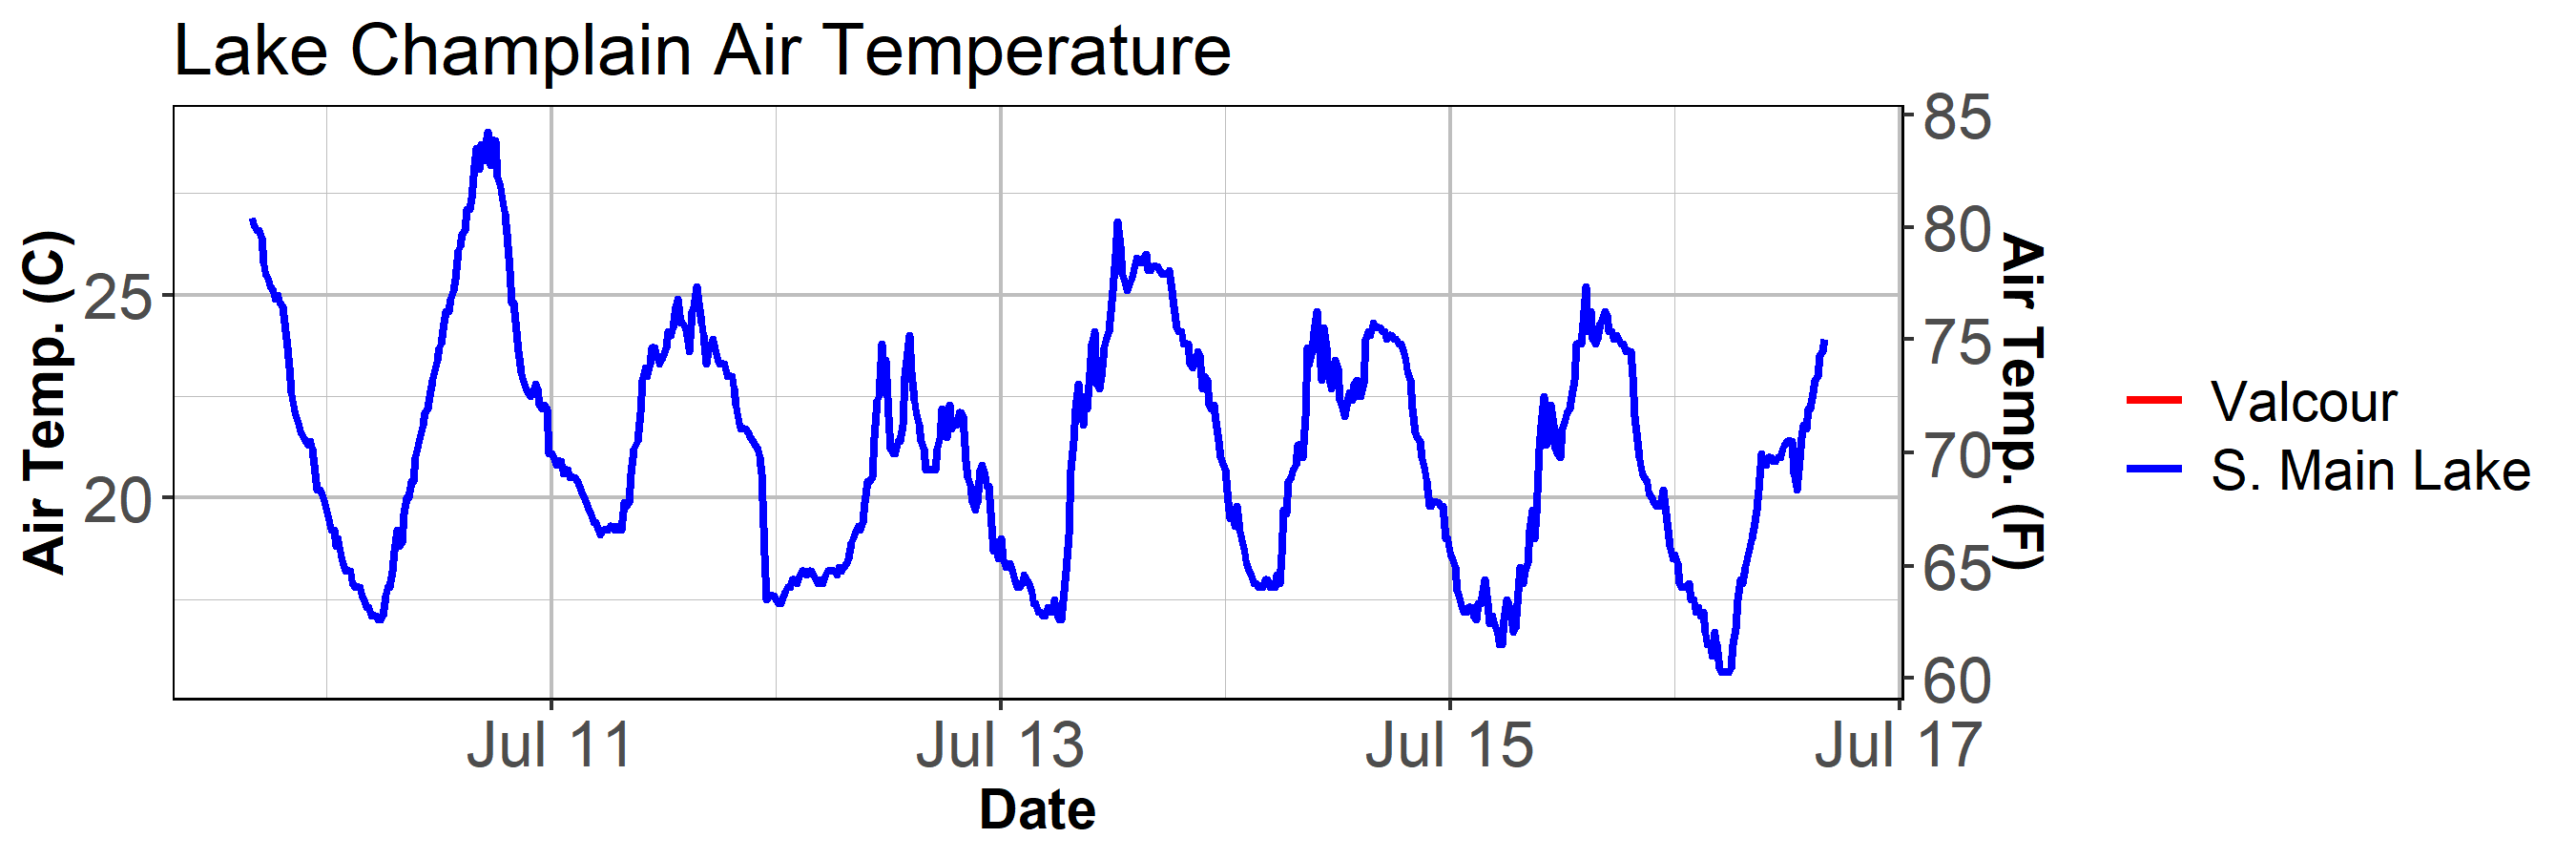 Lake Champlain Air Temperature
Air Temp. (C)
25
20
85
80
75
70
65
60
Air Temp. (F)
Jul 11
Jul 13
Jul 15
Jul 17
Date
Valcour
S. Main Lake